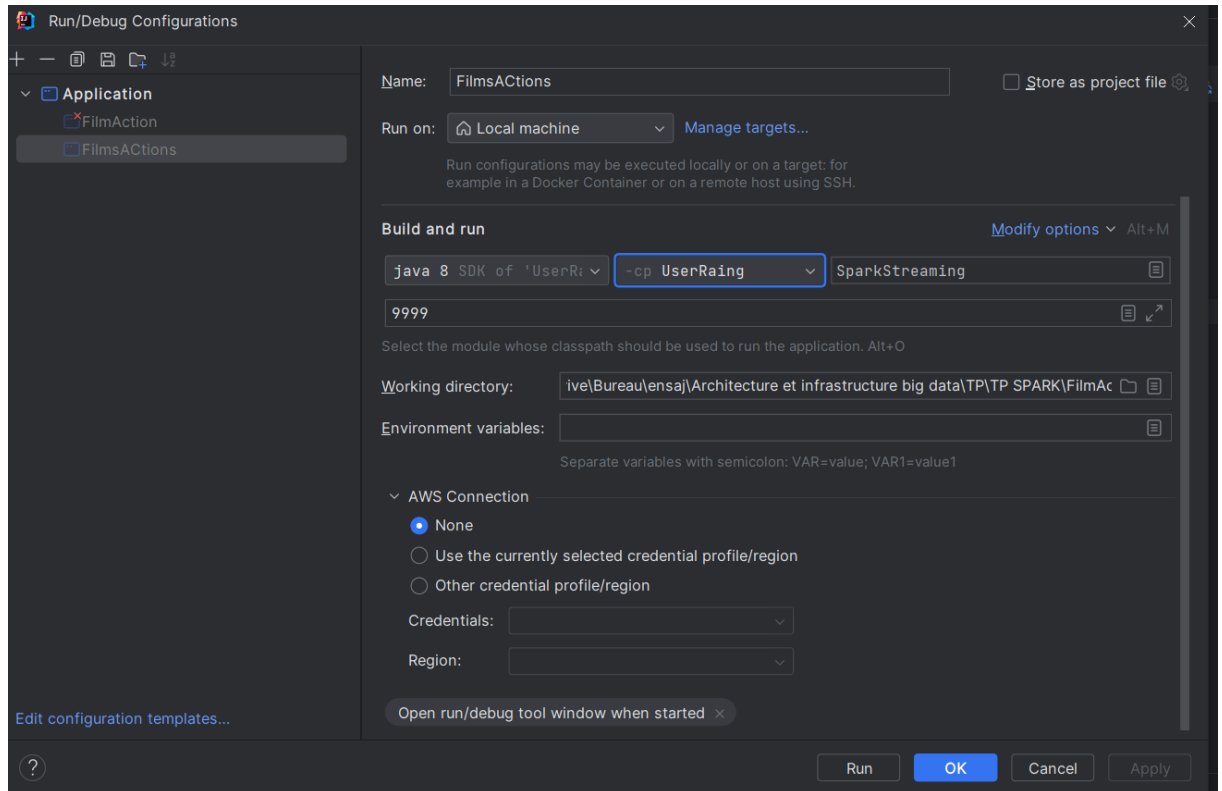 Run/Debug Configurations
Application
FilmAction
FilmsACtions
Edit configuration templates...
Name: FilmsACtions Store as project file
Run on: Local machine Manage targets...
Run configurations may be executed locally or on a target: for
example in a Docker Container or on a remote host using SSH.
Build and run Modify options Alt+M
java 8 SDK of 'UserRa -cp UserRaing SparkStreaming
9999
Select the module whose classpath should be used to run the application. Alt+O
Working directory: ive\Bureau\ensaj\Architecture et infrastructure big data\TP\TP SPARK\FilmAc
Environment variables:
Separate variables with semicolon: VAR=value; VAR1=value1
AWS Connection
None
Use the currently selected credential profile/region
Other credential profile/region
Credentials:
Region:
Open run/debug tool window when started ×
? Run OK Cancel Apply